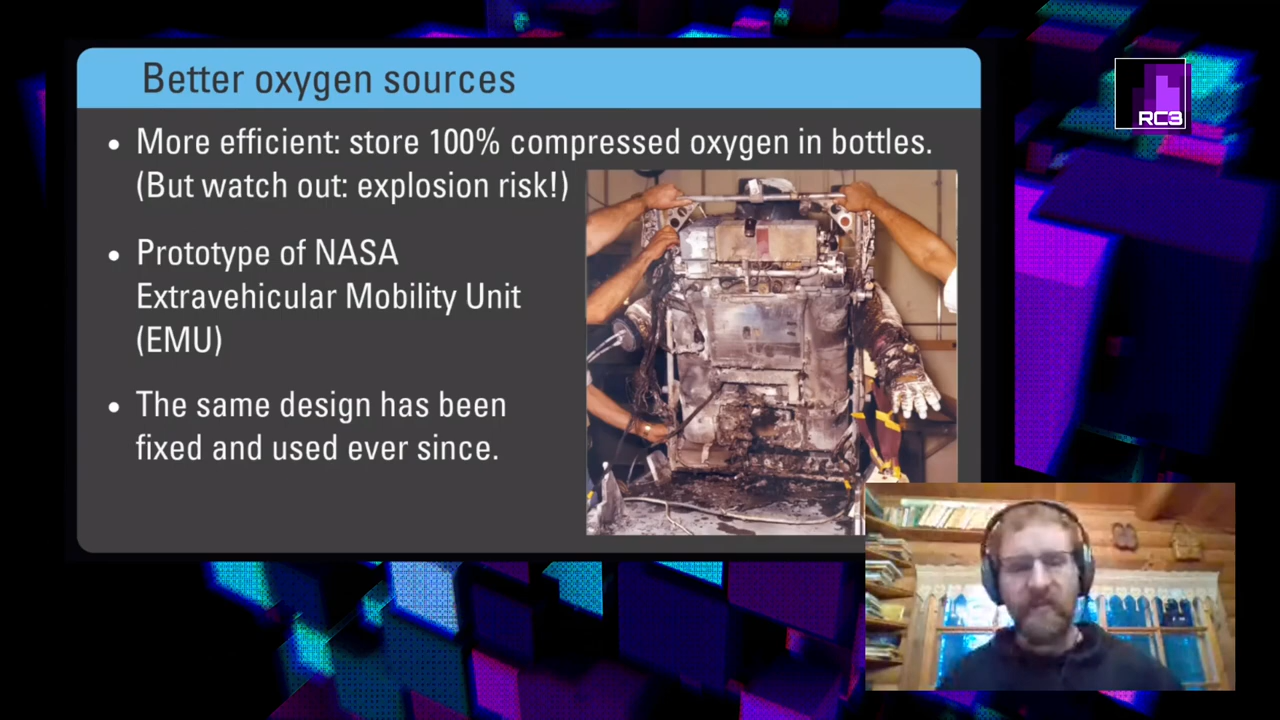 Better oxygen sources
RC3
• More efficient: store 100% compressed oxygen in bottles.
(But watch out: explosion risk!)
• Prototype of NASA
Extravehicular Mobility Unit
(EMU)
• The same design has been
fixed and used ever since.